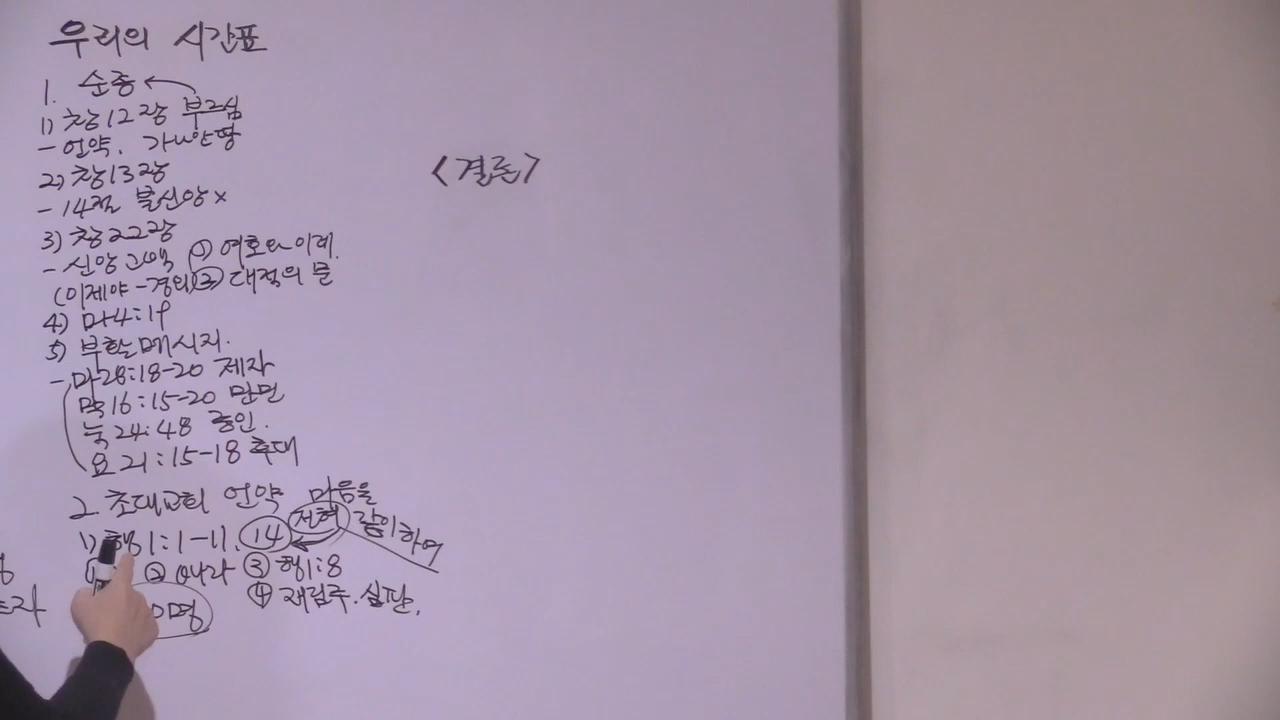 우리의 시간표
1. 순종
1) 창12장 부르심
- 언약. 가나안땅
2) 창13장
- 14절 불신앙 x
3) 창22장
- 신앙고백 ① 여호와이레.
(이제야-경외) ② 대적의 문
4) 마4:19
5) 부활메시지.
- 마28:18-20 제자
막16:15-20 만민
눅24:48 증인.
요21:15-18 후대
2. 초대교회 언약 마음을
1) 행1:1-11. 14 전혀 같이하여
② 나라 ③ 행1:8
④ 재림주. 심판.
<결론>